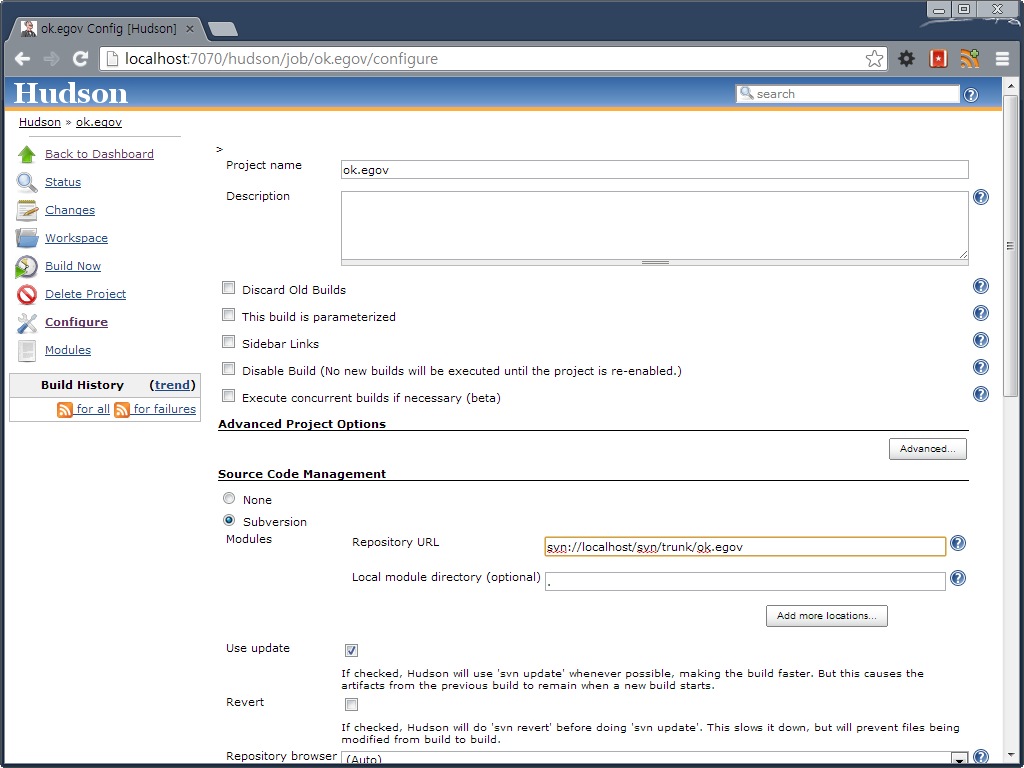 ok.egov Config [Hudson]
localhost:7070/hudson/job/ok.egov/configure
Hudson
search
Hudson » ok.egov
Back to Dashboard
Status
Changes
Workspace
Build Now
Delete Project
Configure
Modules
Build History (trend)
for all for failures
>
Project name
ok.egov
Description
Discard Old Builds
This build is parameterized
Sidebar Links
Disable Build (No new builds will be executed until the project is re-enabled.)
Execute concurrent builds if necessary (beta)
Advanced Project Options
Advanced...
Source Code Management
None
Subversion
Modules
Repository URL
svn://localhost/svn/trunk/ok.egov
Local module directory (optional)
.
Add more locations...
Use update
If checked, Hudson will use 'svn update' whenever possible, making the build faster. But this causes the
artifacts from the previous build to remain when a new build starts.
Revert
If checked, Hudson will do 'svn revert' before doing 'svn update'. This slows it down, but will prevent files being
modified from build to build.
Repository browser
(Auto)